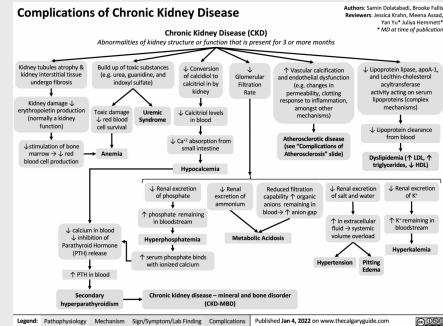 Complications of Chronic Kidney Disease
Authors: Samin Dolatabadi, Brooke Fallis
Reviewers: Jessica Krahn, Meena Assad,
Yan Yu* Juliya Hemmett*
* MD at time of publication
Chronic Kidney Disease (CKD)
Abnormalities of kidney structure or function that is present for 3 or more months
Kidney tubules atrophy &
kidney interstitial tissue
undergo fibrosis
Kidney damage ↓
erythropoietin production
(normally a kidney
function)
↓stimulation of bone
marrow → ↓ red
blood cell production
Build up of toxic substances
(e.g. urea, guanidine, and
indoxyl sulfate)
Toxic damage
↓ red blood
cell survival
Uremic
Syndrome
Anemia
↓ Conversion
of calcidiol to
calcitriol in by
kidney
↓ Calcitriol levels
in blood
↓ Ca+2 absorption from
small intestine
Hypocalcemia
↓
Glomerular
Filtration
Rate
↑ Vascular calcification
and endothelial dysfunction
(e.g. changes in
permeability, clotting
response to inflammation,
amongst other
mechanisms)
Atherosclerotic disease
(see “Complications of
Atherosclerosis” slide)
↓ Lipoprotein lipase, apoA-1,
and Lecithin-cholesterol
acyltransferase
activity acting on serum
lipoproteins (complex
mechanisms)
↓ Lipoprotein clearance
from blood
Dyslipidemia (↑ LDL, ↑
triglycerides, ↓ HDL)
↓ Renal excretion
of phosphate
↑ phosphate remaining
in bloodstream
Hyperphosphatemia
↑ serum phosphate binds
with ionized calcium
↓ Renal
excretion of
ammonium
Reduced filtration
capability ↑ organic
anions remaining in
blood→ ↑ anion gap
Metabolic Acidosis
↓ Renal excretion
of salt and water
↑ in extracellular
fluid → systemic
volume overload
Hypertension
Pitting
Edema
↓ Renal excretion
of K+
↑ K+ remaining in
bloodstream
Hyperkalemia
↓ calcium in blood
↓ inhibition of
Parathyroid Hormone
(PTH) release
↑ PTH in blood
Secondary
hyperparathyroidism
Chronic kidney disease – mineral and bone disorder
(CKD-MBD)
Legend: Pathophysiology Mechanism Sign/Symptom/Lab Finding Complications
Published Jan 4, 2022 on www.thecalgaryguide.com